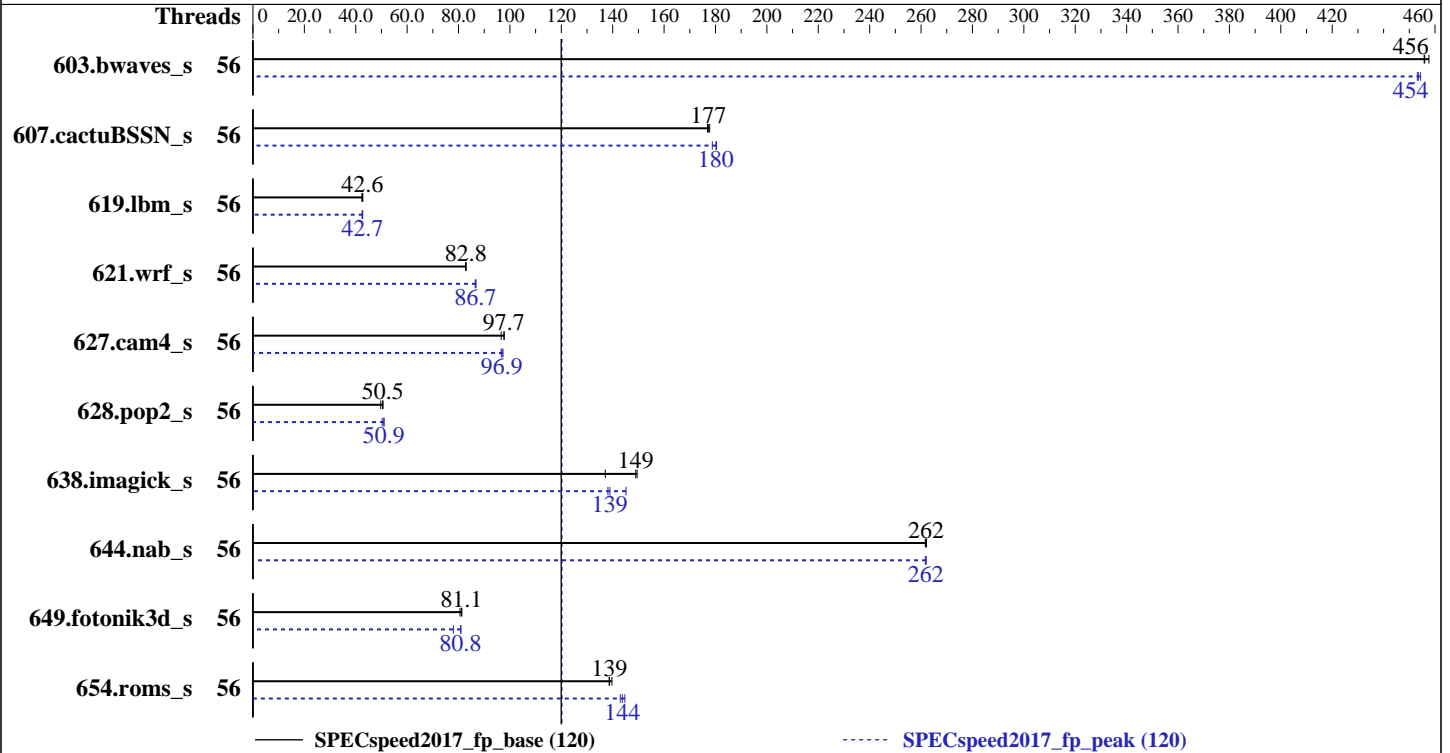 Threads 0 20.0 40.0 60.0 80.0 100 120 140 160 180 200 220 240 260 280 300 320 340 360 380 400 420 460
456
603.bwaves_s 56
454
177
607.cactuBSSN_s 56
180
42.6
619.lbm_s 56
42.7
82.8
621.wrf_s 56
86.7
97.7
627.cam4_s 56
96.9
50.5
628.pop2_s 56
50.9
149
638.imagick_s 56
139
262
644.nab_s 56
262
81.1
649.fotonik3d_s 56
80.8
139
654.roms_s 56
144
SPECspeed2017_fp_base (120) SPECspeed2017_fp_peak (120)